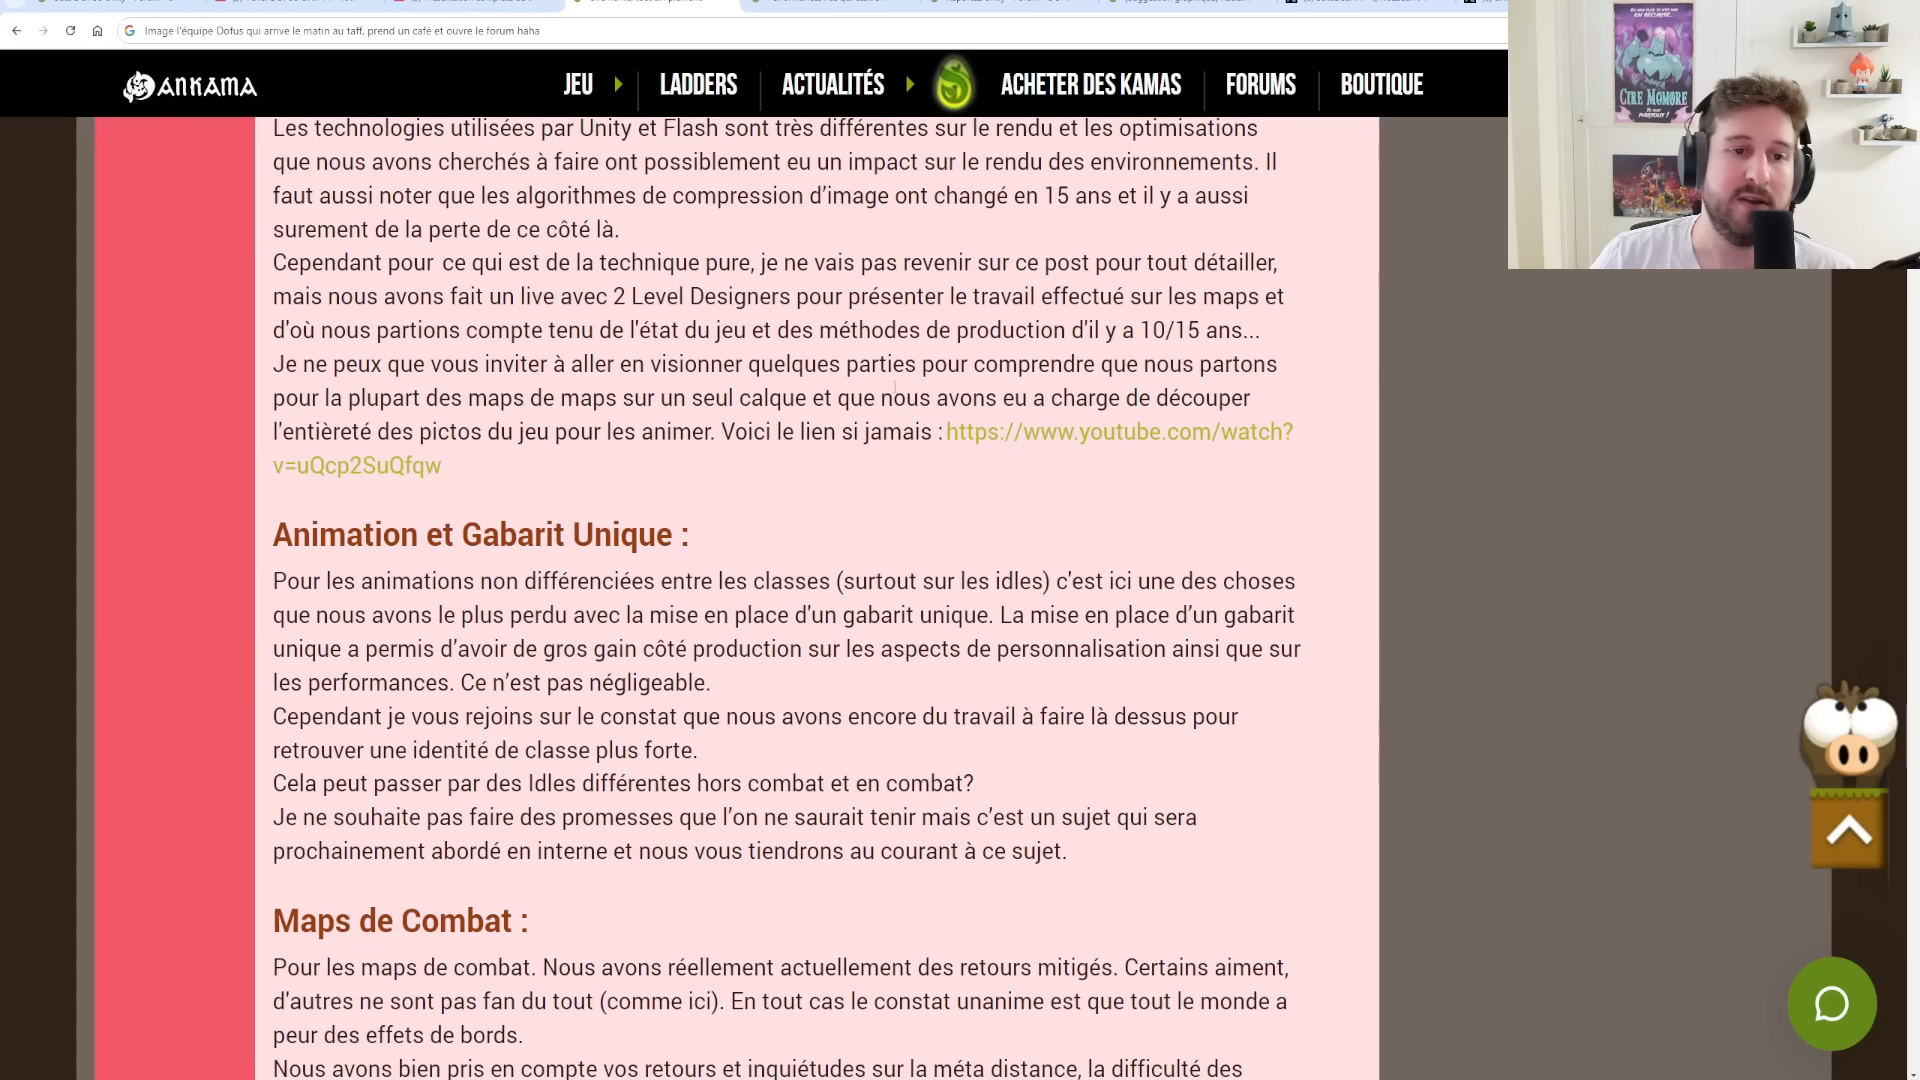 Image l'équipe Dofus qui arrive le matin au taff, prend un café et ouvre le forum haha
ANKAMA
JEU
LADDERS
ACTUALITÉS
ACHETER DES KAMAS
FORUMS
BOUTIQUE
CIRE MOMORE
PARTOUT !
Les technologies utilisées par Unity et Flash sont très différentes sur le rendu et les optimisations
que nous avons cherchés à faire ont possiblement eu un impact sur le rendu des environnements. Il
faut aussi noter que les algorithmes de compression d’image ont changé en 15 ans et il y a aussi
surement de la perte de ce côté là.
Cependant pour ce qui est de la technique pure, je ne vais pas revenir sur ce post pour tout détailler,
mais nous avons fait un live avec 2 Level Designers pour présenter le travail effectué sur les maps et
d'où nous partions compte tenu de l'état du jeu et des méthodes de production d'il y a 10/15 ans...
Je ne peux que vous inviter à aller en visionner quelques parties pour comprendre que nous partons
pour la plupart des maps de maps sur un seul calque et que nous avons eu a charge de découper
l'entièreté des pictos du jeu pour les animer. Voici le lien si jamais : https://www.youtube.com/watch?
v=uQcp2SuQfqw
Animation et Gabarit Unique :
Pour les animations non différenciées entre les classes (surtout sur les idles) c'est ici une des choses
que nous avons le plus perdu avec la mise en place d'un gabarit unique. La mise en place d’un gabarit
unique a permis d’avoir de gros gain côté production sur les aspects de personnalisation ainsi que sur
les performances. Ce n’est pas négligeable.
Cependant je vous rejoins sur le constat que nous avons encore du travail à faire là dessus pour
retrouver une identité de classe plus forte.
Cela peut passer par des Idles différentes hors combat et en combat?
Je ne souhaite pas faire des promesses que l’on ne saurait tenir mais c’est un sujet qui sera
prochainement abordé en interne et nous vous tiendrons au courant à ce sujet.
Maps de Combat :
Pour les maps de combat. Nous avons réellement actuellement des retours mitigés. Certains aiment,
d'autres ne sont pas fan du tout (comme ici). En tout cas le constat unanime est que tout le monde a
peur des effets de bords.
Nous avons bien pris en compte vos retours et inquiétudes sur la méta distance, la difficulté des